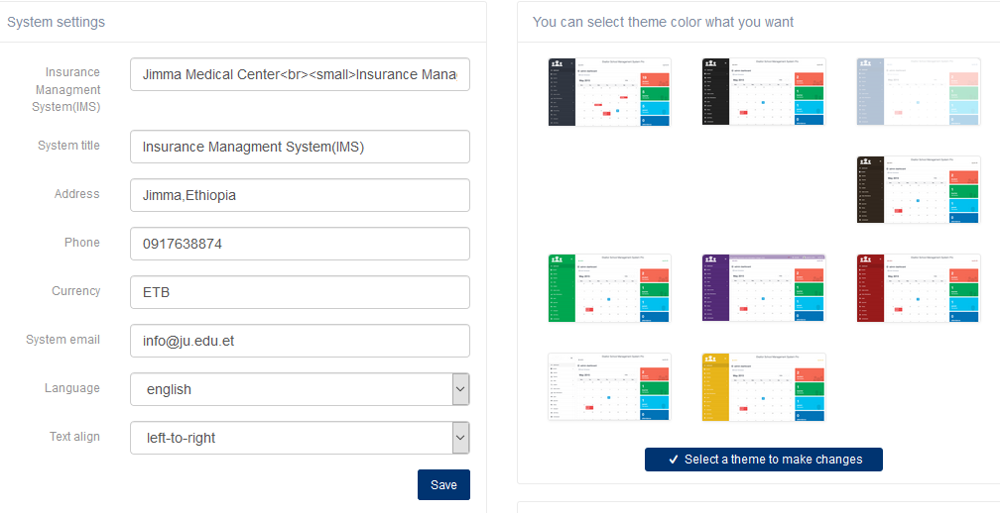 System settings
Insurance
Managment
System(IMS)
Jimma Medical Center<br><small>Insurance Mana
System title
Insurance Managment System(IMS)
Address
Jimma,Ethiopia
Phone
0917638874
Currency
ETB
System email
info@ju.edu.et
Language
english
Text align
left-to-right
Save
You can select theme color what you want
Select a theme to make changes